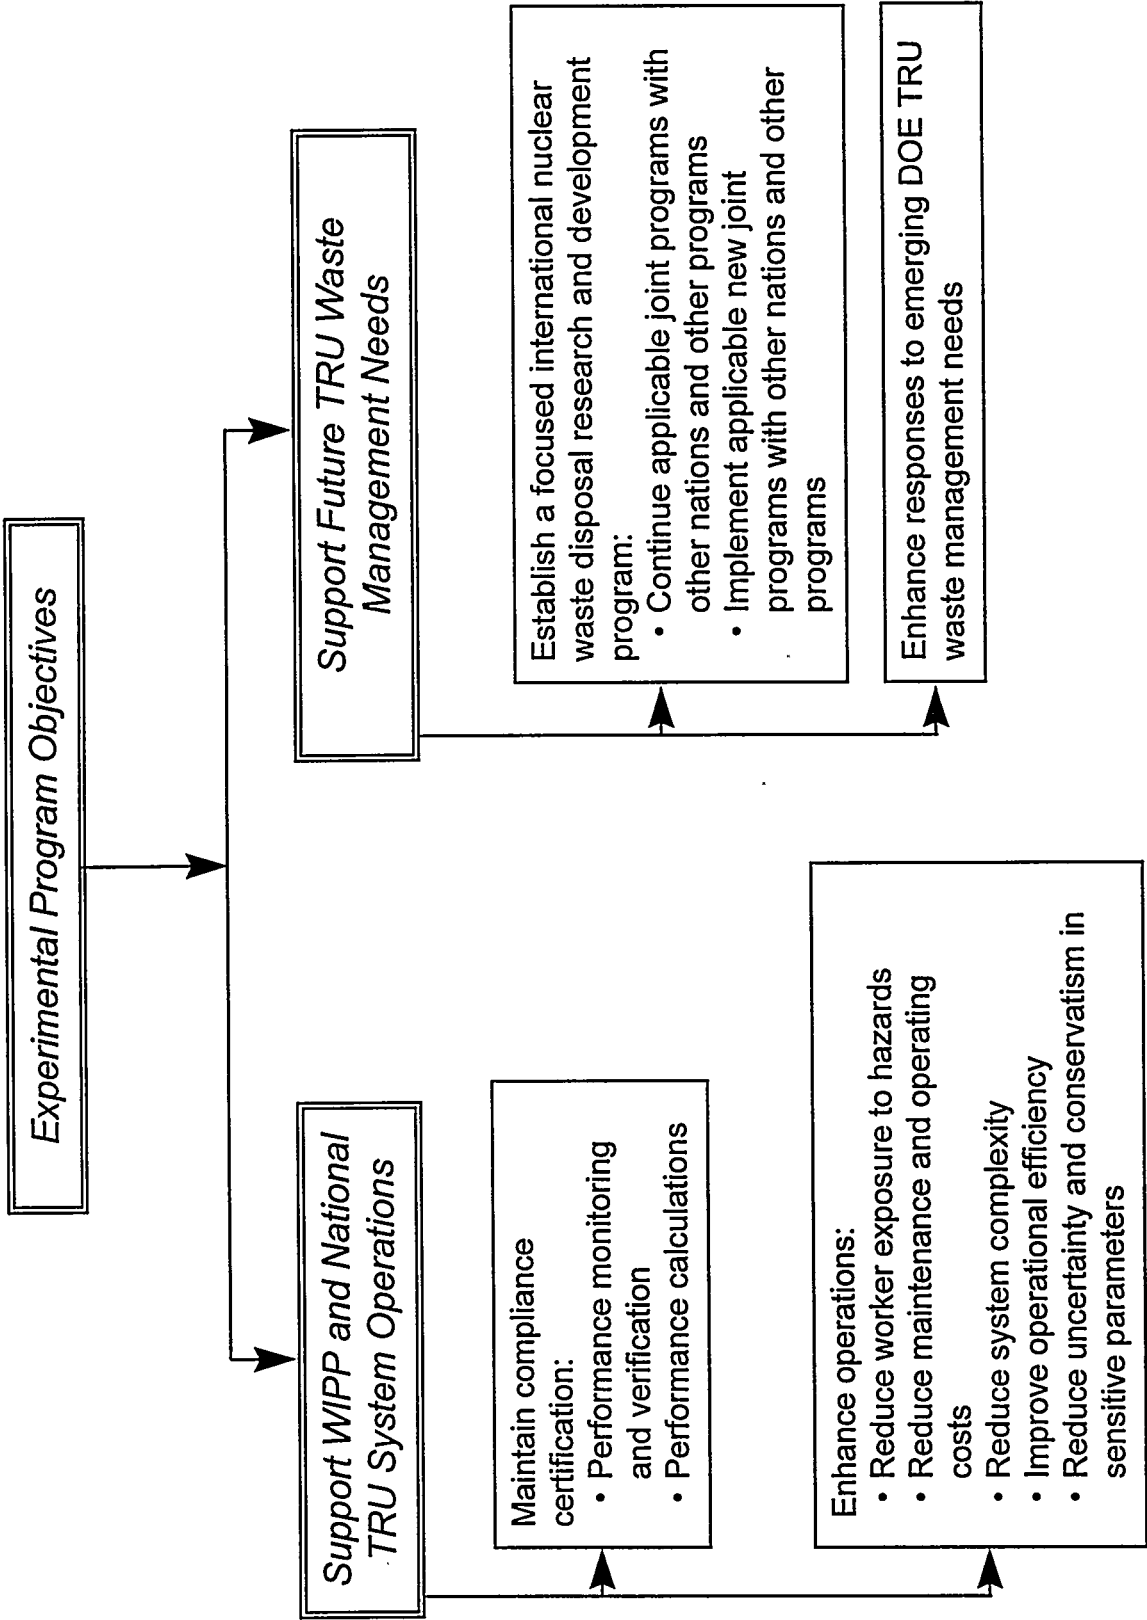 Experimental Program Objectives
Support WIPP and National
TRU System Operations
Maintain compliance
certification:
• Performance monitoring
and verification
• Performance calculations
Enhance operations:
• Reduce worker exposure to hazards
• Reduce maintenance and operating
costs
• Reduce system complexity
• Improve operational efficiency
• Reduce uncertainty and conservatism in
sensitive parameters
Support Future TRU Waste
Management Needs
Establish a focused international nuclear
waste disposal research and development
program:
• Continue applicable joint programs with
other nations and other programs
• Implement applicable new joint
programs with other nations and other
programs
Enhance responses to emerging DOE TRU
waste management needs